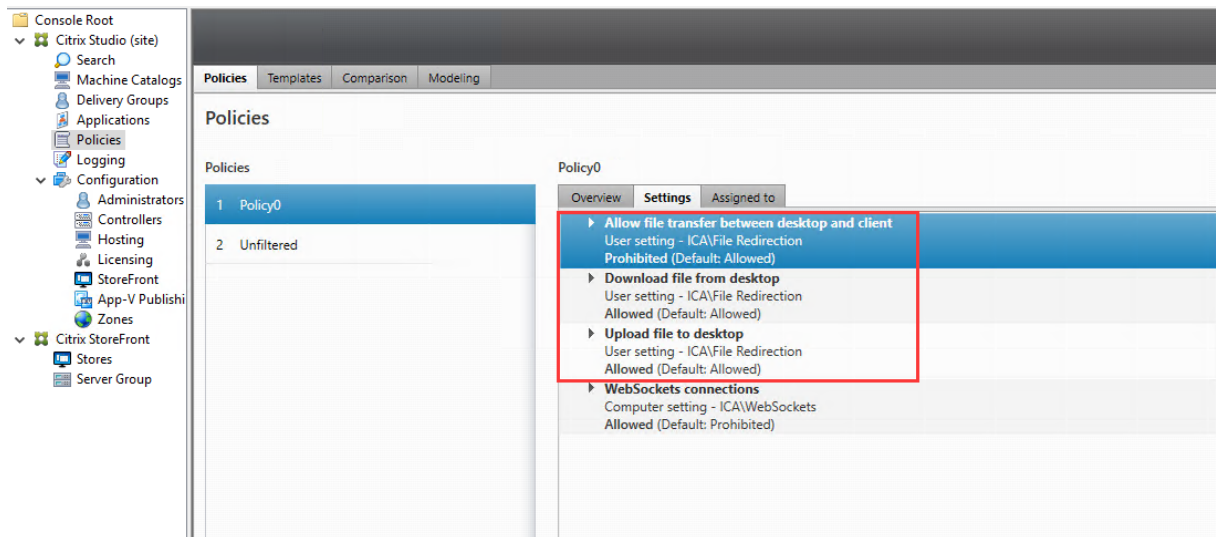 Console Root
Citrix Studio (site)
Search
Machine Catalogs
Delivery Groups
Applications
Policies
Logging
Configuration
Administrators
Controllers
Hosting
Licensing
StoreFront
App-V Publishi
Zones
Citrix StoreFront
Stores
Server Group
Policies Templates Comparison Modeling
Policies
Policies
1 Policy0
2 Unfiltered
Policy0
Overview Settings Assigned to
Allow file transfer between desktop and client
User setting - ICA\File Redirection
Prohibited (Default: Allowed)
Download file from desktop
User setting - ICA\File Redirection
Allowed (Default: Allowed)
Upload file to desktop
User setting - ICA\File Redirection
Allowed (Default: Allowed)
WebSockets connections
Computer setting - ICA\WebSockets
Allowed (Default: Prohibited)